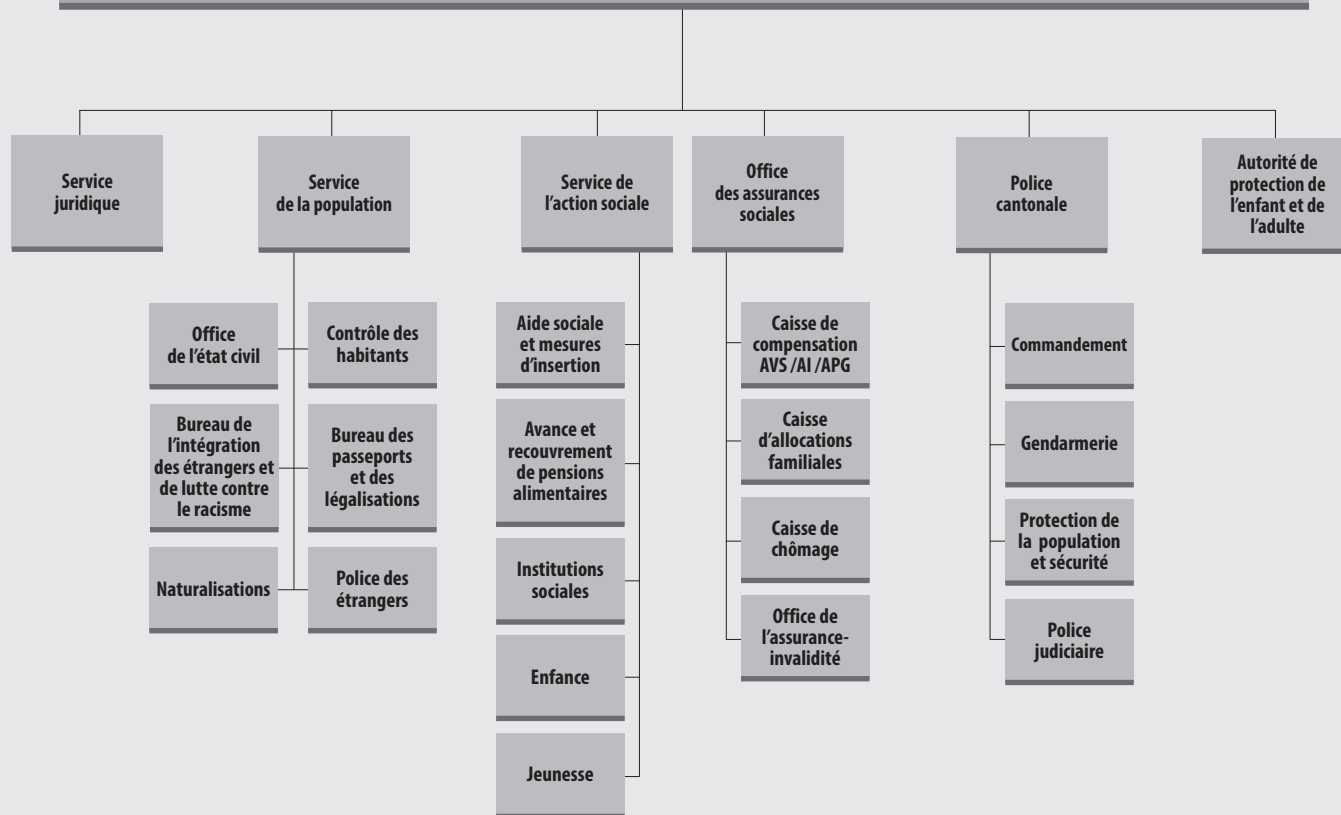 Service
juridique
Service
de la population
Service de
l'action sociale
Office
des assurances
sociales
Police
cantonale
Autorité de
protection de
l'enfant et de
l'adulte
Office
de l'état civil
Contrôle des
habitants
Bureau de
l'intégration
des étrangers et
de lutte contre
le racisme
Bureau des
passeports
et des
légalisations
Naturalisations
Police des
étrangers
Aide sociale
et mesures
d'insertion
Avance et
recouvrement
de pensions
alimentaires
Institutions
sociales
Enfance
Jeunesse
Caisse de
compensation
AVS /AI /APG
Caisse
d'allocations
familiales
Caisse de
chômage
Office de
l'assurance-
invalidité
Commandement
Gendarmerie
Protection de
la population
et sécurité
Police
judiciaire